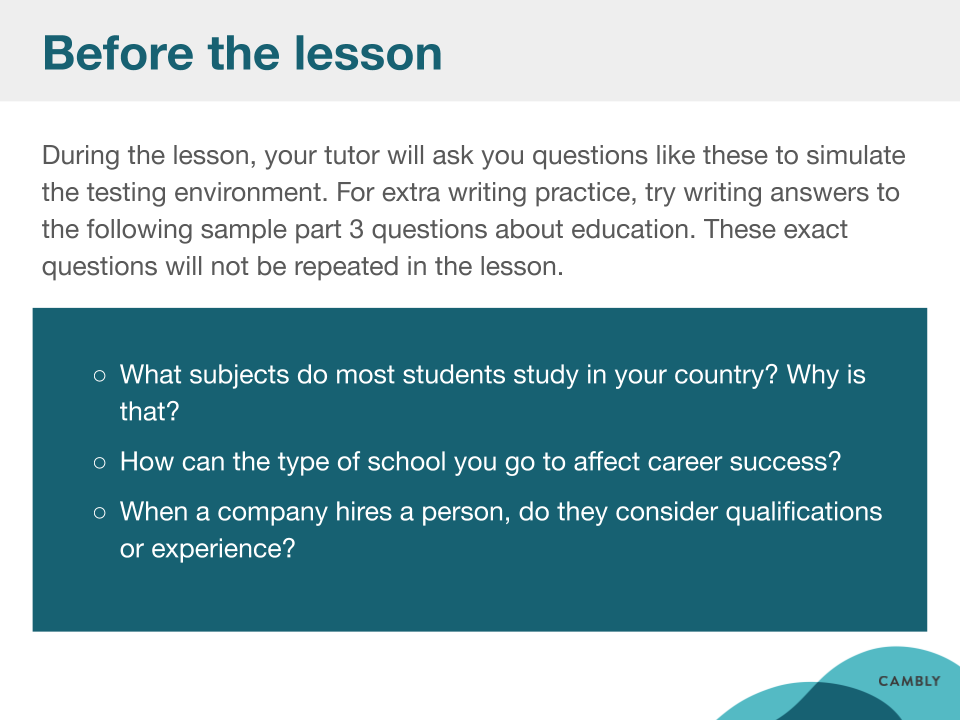 Before the lesson
During the lesson, your tutor will ask you questions like these to simulate
the testing environment. For extra writing practice, try writing answers to
the following sample part 3 questions about education. These exact
questions will not be repeated in the lesson.
○ What subjects do most students study in your country? Why is
that?
○ How can the type of school you go to affect career success?
○ When a company hires a person, do they consider qualifications
or experience?
CAMBLY